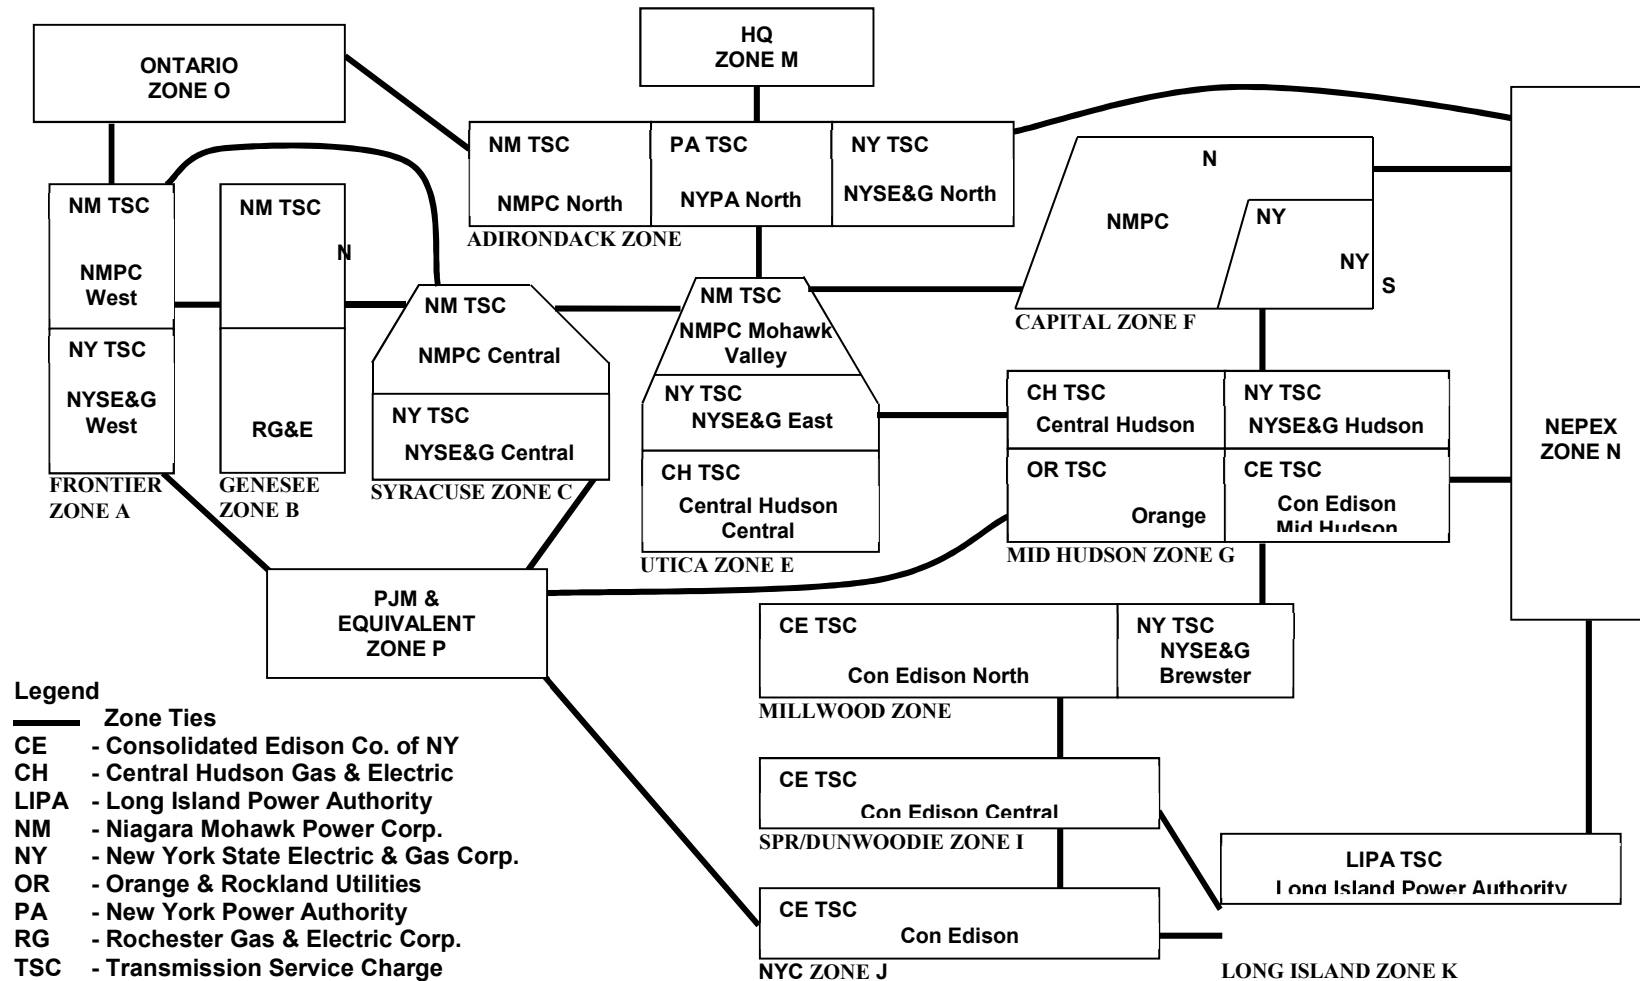 ONTARIO
ZONE O
HQ
ZONE M
NM TSC
NMPC North
PA TSC
NYPA North
NY TSC
NYSE&G North
ADIRONDACK ZONE
N
NMPC
NY
NY
S
CAPITAL ZONE F
NEPEX
ZONE N
NM TSC
NMPC
West
NY TSC
NYSE&G
West
FRONTIER
ZONE A
NM TSC
N
RG&E
GENESEE
ZONE B
NM TSC
NMPC Central
NY TSC
NYSE&G Central
SYRACUSE ZONE C
NM TSC
NMPC Mohawk
Valley
NY TSC
NYSE&G East
CH TSC
Central Hudson
Central
UTICA ZONE E
CH TSC
Central Hudson
NY TSC
NYSE&G Hudson
OR TSC
Orange
CE TSC
Con Edison
Mid Hudson
MID HUDSON ZONE G
PJM &
EQUIVALENT
ZONE P
CE TSC
Con Edison North
NY TSC
NYSE&G
Brewster
MILLWOOD ZONE
CE TSC
Con Edison Central
SPR/DUNWOODIE ZONE I
CE TSC
Con Edison
NYC ZONE J
LIPA TSC
Long Island Power Authority
LONG ISLAND ZONE K
Legend
Zone Ties
CE - Consolidated Edison Co. of NY
CH - Central Hudson Gas & Electric
LIPA - Long Island Power Authority
NM - Niagara Mohawk Power Corp.
NY - New York State Electric & Gas Corp.
OR - Orange & Rockland Utilities
PA - New York Power Authority
RG - Rochester Gas & Electric Corp.
TSC - Transmission Service Charge